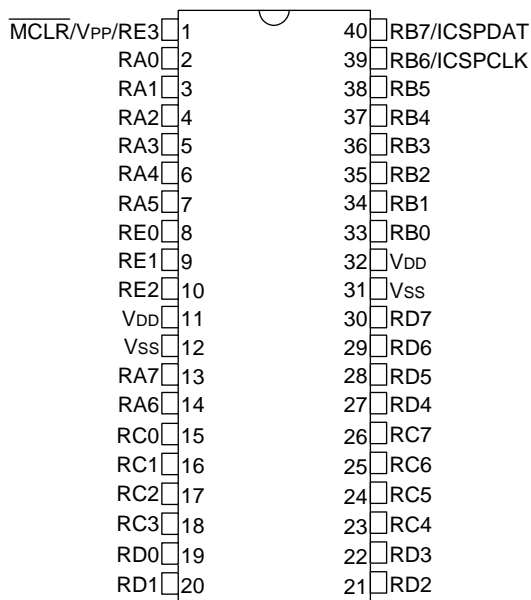 MCLR/VPP/RE3 1 40 RB7/ICSPDAT
RA0 2 39 RB6/ICSPCLK
RA1 3 38 RB5
RA2 4 37 RB4
RA3 5 36 RB3
RA4 6 35 RB2
RA5 7 34 RB1
RE0 8 33 RB0
RE1 9 32 VDD
RE2 10 31 VSS
VDD 11 30 RD7
VSS 12 29 RD6
RA7 13 28 RD5
RA6 14 27 RD4
RC0 15 26 RC7
RC1 16 25 RC6
RC2 17 24 RC5
RC3 18 23 RC4
RD0 19 22 RD3
RD1 20 21 RD2